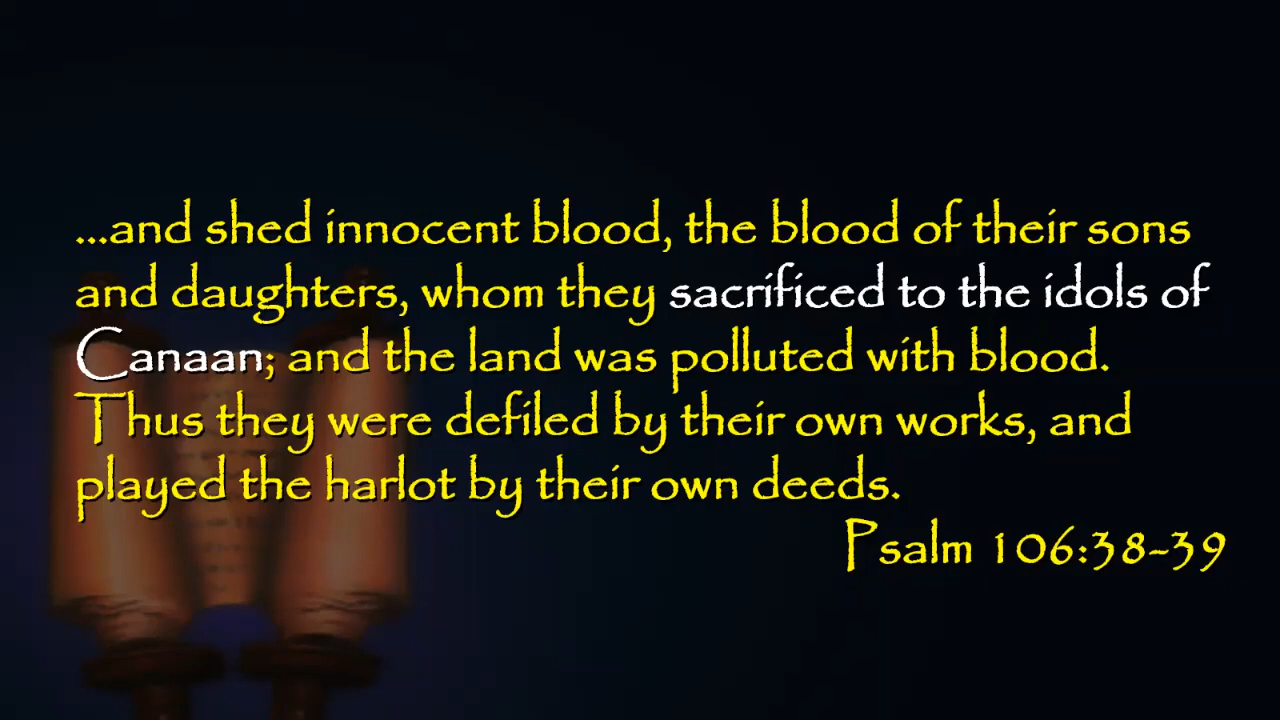 ...and shed innocent blood, the blood of their sons
and daughters, whom they sacrificed to the idols of
Canaan; and the land was polluted with blood.
Thus they were defiled by their own works, and
played the harlot by their own deeds.
Psalm 106:38-39